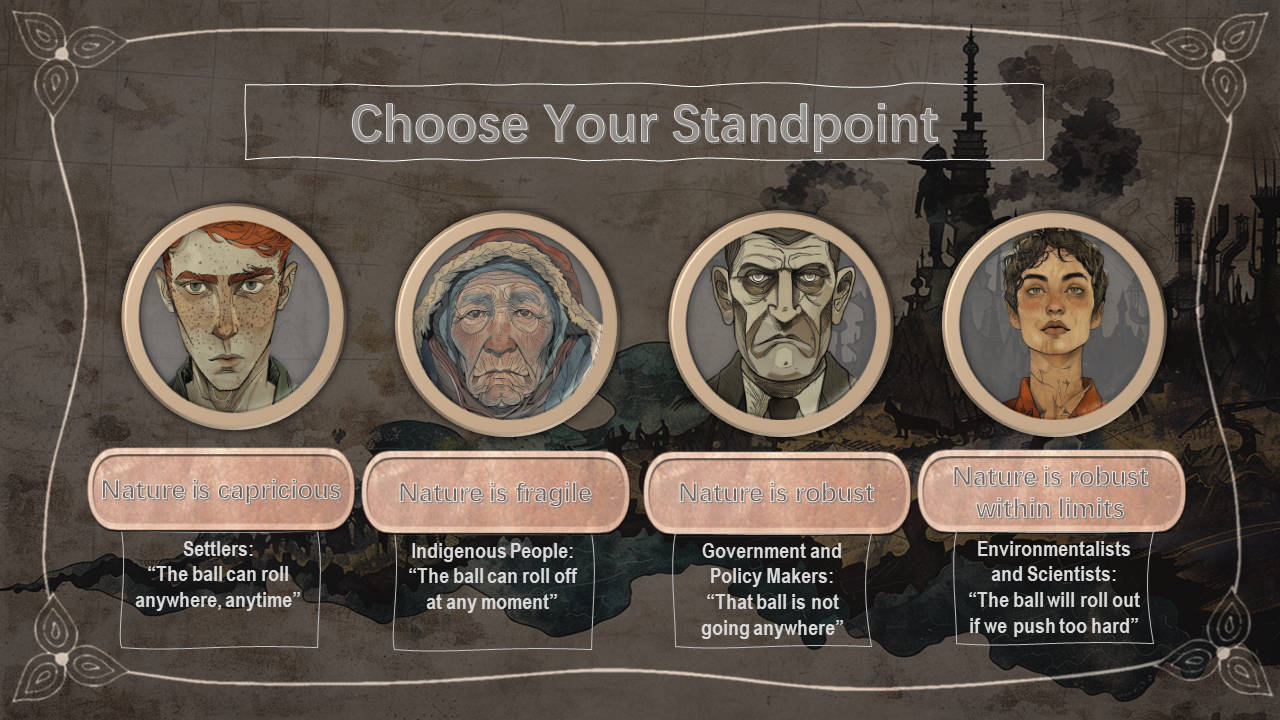 Choose Your Standpoint
Nature is capricious
Nature is fragile
Nature is robust
Nature is robust
within limits
Settlers:
“The ball can roll
anywhere, anytime”
Indigenous People:
“The ball can roll off
at any moment”
Government and
Policy Makers:
“That ball is not
going anywhere”
Environmentalists
and Scientists:
“The ball will roll out
if we push too hard”